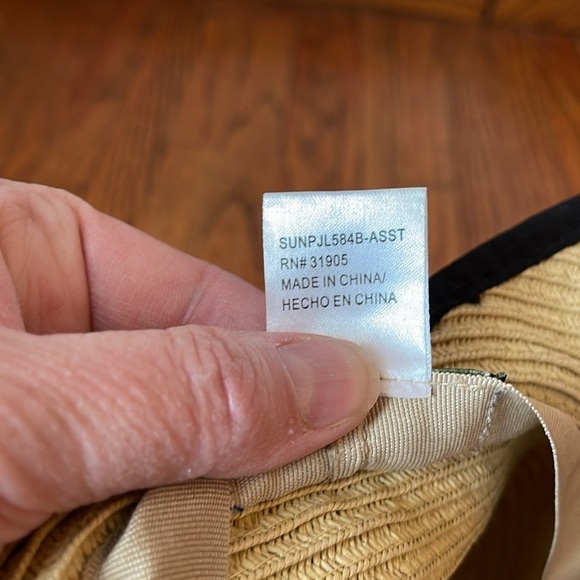 SUNPJL584B-ASST
RN# 31905
MADE IN CHINA/
HECHO EN CHINA